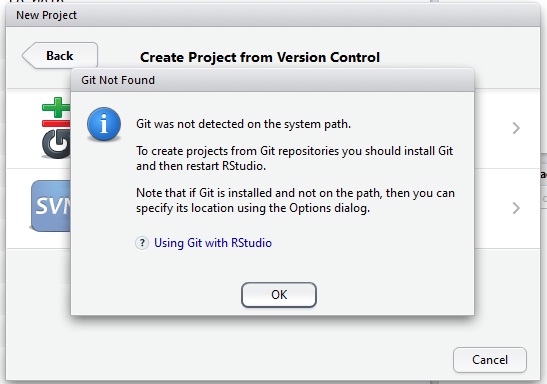 New Project
Back
Create Project from Version Control
Git Not Found
Git was not detected on the system path.
To create projects from Git repositories you should install Git
and then restart RStudio.
Note that if Git is installed and not on the path, then you can
specify its location using the Options dialog.
? Using Git with RStudio
SVN
OK
Cancel